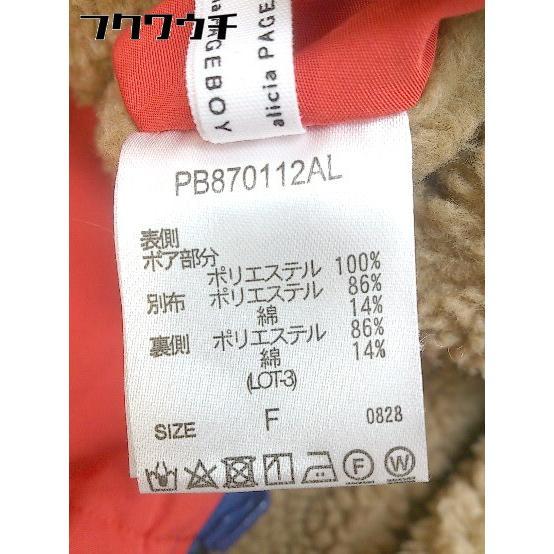 フクワウチ
PAGEBOY
alicia PAGE
PB870112AL
表側
ボア部分
ポリエステル 100%
別布 ポリエステル 86%
綿 14%
裏側 ポリエステル 86%
綿 14%
(LOT-3)
SIZE F 0828
F W